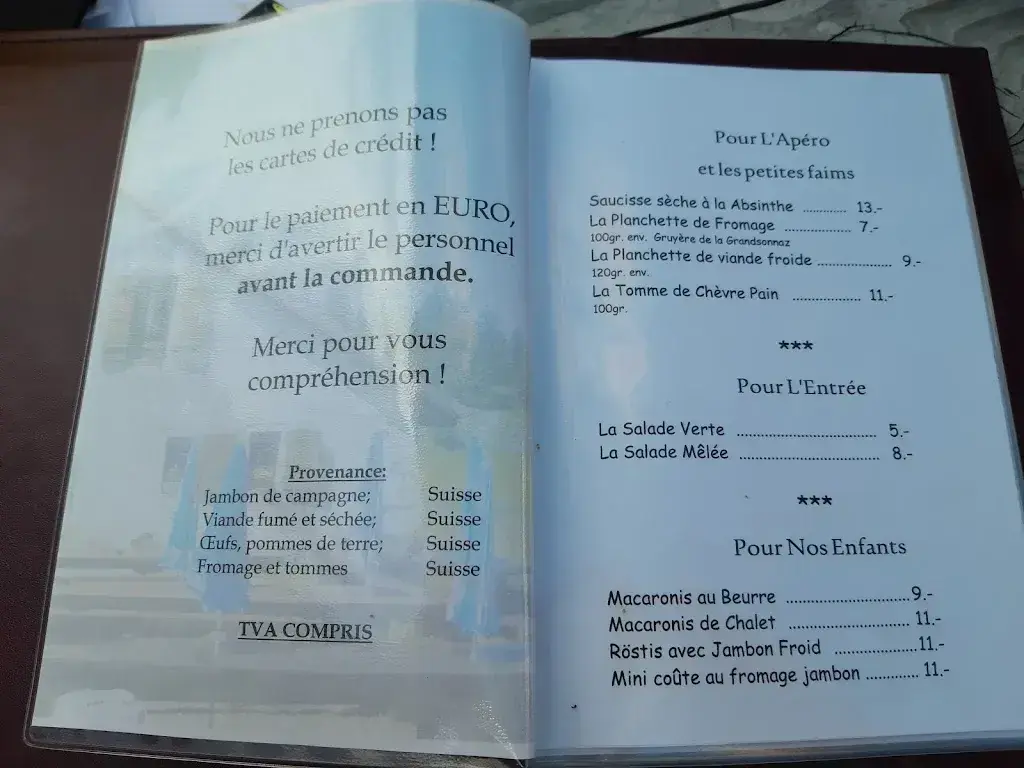 Nous ne prenons pas
les cartes de crédit !
Pour le paiement en EURO,
merci d'avertir le personnel
avant la commande.
Merci pour vous
compréhension !
Provenance:
Jambon de campagne; Suisse
Viande fumé et séchée; Suisse
Œufs, pommes de terre; Suisse
Fromage et tommes Suisse
TVA COMPRIS
Pour L'Apéro
et les petites faims
Saucisse sèche à la Absinthe ............ 13.-
La Planchette de Fromage .................. 7.-
100gr. env. Gruyère de la Grandsonnaz
La Planchette de viande froide .................... 9.-
120gr. env.
La Tomme de Chèvre Pain .................. 11.-
100gr.
***
Pour L'Entrée
La Salade Verte ................................... 5.-
La Salade Mêlée ................................... 8.-
***
Pour Nos Enfants
Macaronis au Beurre ...............................9.-
Macaronis de Chalet .............................. 11.-
Röstis avec Jambon Froid ....................11.-
Mini coûte au fromage jambon ............. 11.-